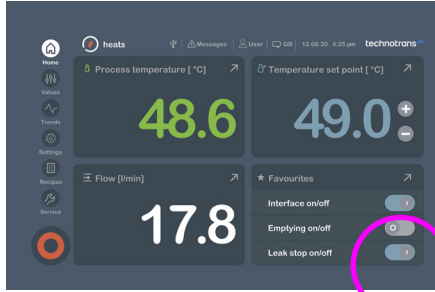 heats
Messages
User
GB
12.08.20 4:25 pm
technotrans
Home
Values
Trends
Settings
Recipes
Service
Process temperature [ °C]
48.6
Temperature set point [ °C]
49.0
Flow [l/min]
17.8
Favourites
Interface on/off
Emptying on/off
Leak stop on/off